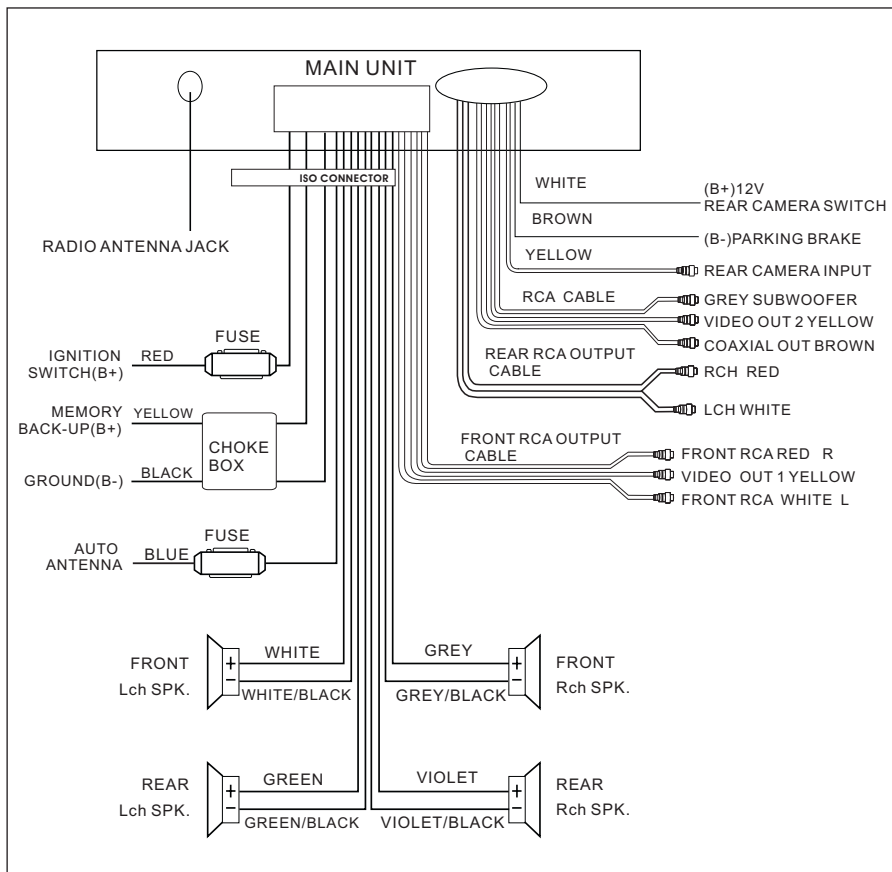 MAIN UNIT
ISO CONNECTOR
RADIO ANTENNA JACK
WHITE
(B+)12V
REAR CAMERA SWITCH
BROWN
(B-)PARKING BRAKE
YELLOW
REAR CAMERA INPUT
RCA CABLE
GREY SUBWOOFER
VIDEO OUT 2 YELLOW
COAXIAL OUT BROWN
REAR RCA OUTPUT
CABLE
RCH RED
LCH WHITE
FRONT RCA OUTPUT
CABLE
FRONT RCA RED R
VIDEO OUT 1 YELLOW
FRONT RCA WHITE L
FUSE
IGNITION
SWITCH(B+)
RED
MEMORY
BACK-UP(B+)
YELLOW
CHOKE
BOX
GROUND(B-)
BLACK
FUSE
AUTO
ANTENNA
BLUE
FRONT
Lch SPK.
+
−
WHITE
WHITE/BLACK
GREY
GREY/BLACK
+
−
FRONT
Rch SPK.
REAR
Lch SPK.
+
−
GREEN
GREEN/BLACK
VIOLET
VIOLET/BLACK
+
−
REAR
Rch SPK.